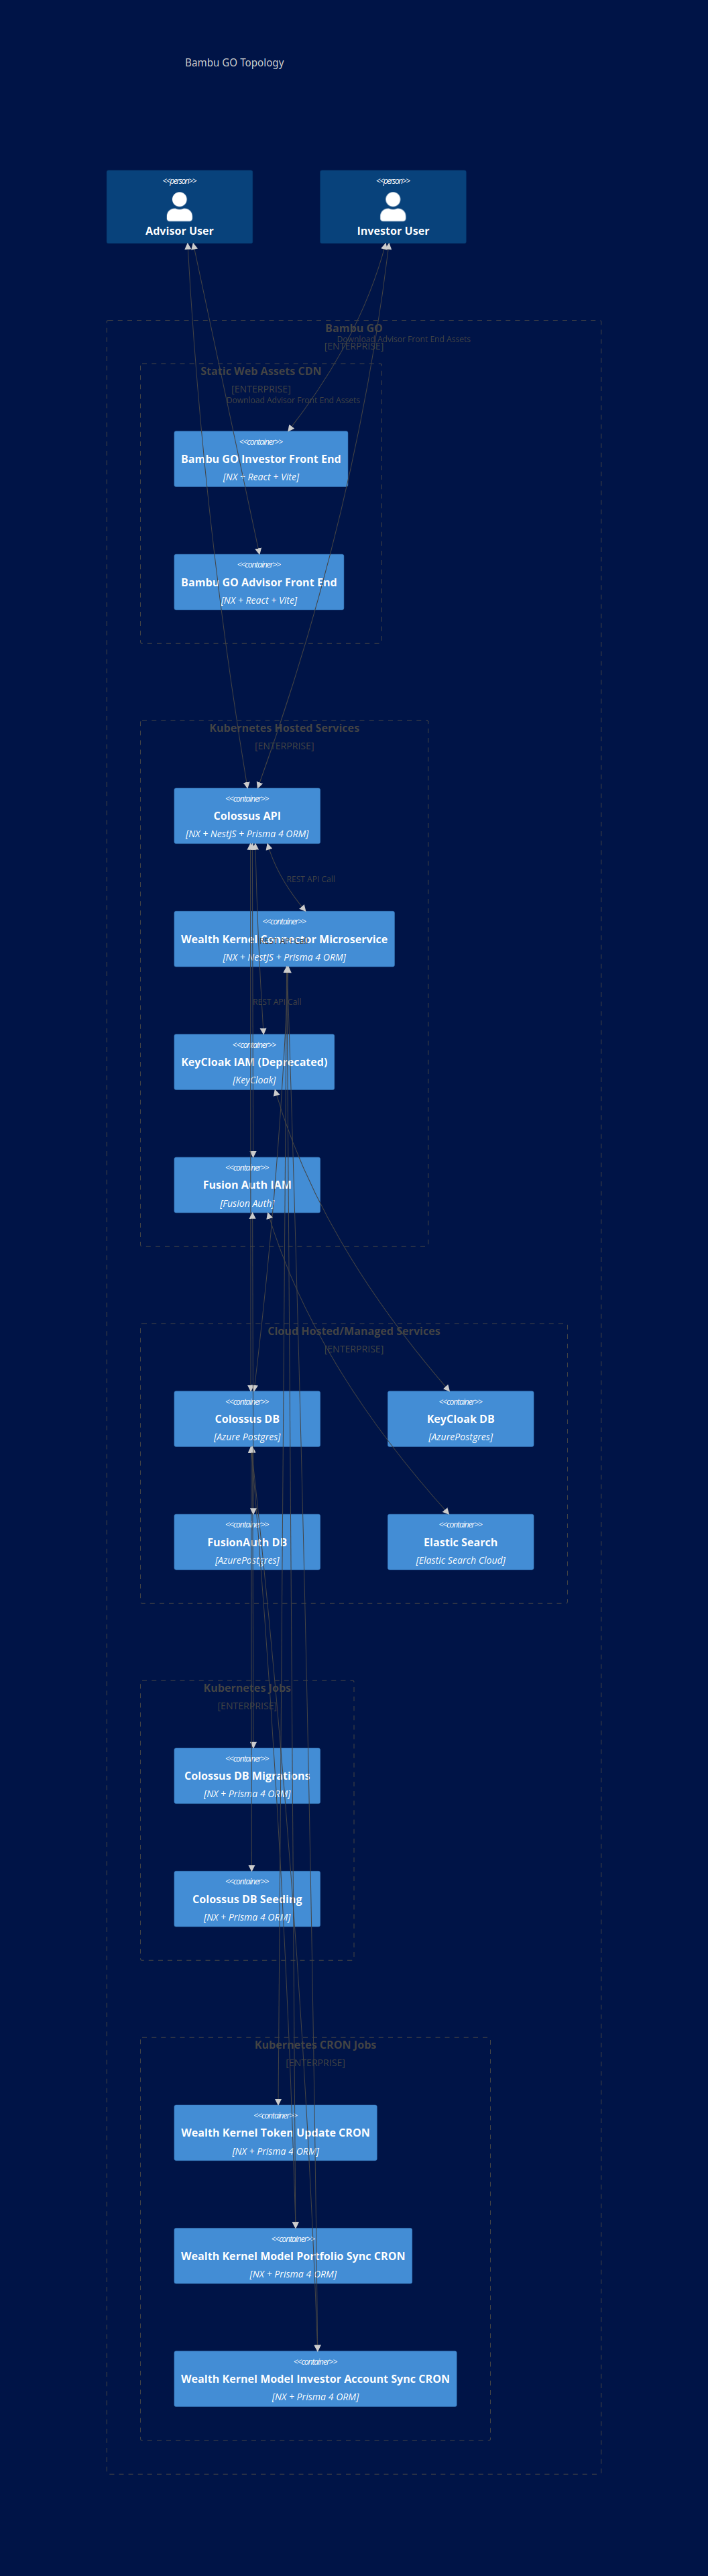 Bambu GO Topology
<<person>>
Advisor User
<<person>>
Investor User
Bambu GO
[ENTERPRISE]
Download Advisor Front End Assets
Static Web Assets CDN
[ENTERPRISE]
Download Advisor Front End Assets
<<container>>
Bambu GO Investor Front End
[NX + React + Vite]
<<container>>
Bambu GO Advisor Front End
[NX + React + Vite]
Kubernetes Hosted Services
[ENTERPRISE]
<<container>>
Colossus API
[NX + NestJS + Prisma 4 ORM]
REST API Call
<<container>>
Wealth Kernel Connector Microservice
[NX + NestJS + Prisma 4 ORM]
REST API Call
<<container>>
KeyCloak IAM (Deprecated)
[KeyCloak]
<<container>>
Fusion Auth IAM
[Fusion Auth]
Cloud Hosted/Managed Services
[ENTERPRISE]
<<container>>
Colossus DB
[Azure Postgres]
<<container>>
KeyCloak DB
[AzurePostgres]
<<container>>
FusionAuth DB
[AzurePostgres]
<<container>>
Elastic Search
[Elastic Search Cloud]
Kubernetes Jobs
[ENTERPRISE]
<<container>>
Colossus DB Migrations
[NX + Prisma 4 ORM]
<<container>>
Colossus DB Seeding
[NX + Prisma 4 ORM]
Kubernetes CRON Jobs
[ENTERPRISE]
<<container>>
Wealth Kernel Token Update CRON
[NX + Prisma 4 ORM]
<<container>>
Wealth Kernel Model Portfolio Sync CRON
[NX + Prisma 4 ORM]
<<container>>
Wealth Kernel Model Investor Account Sync CRON
[NX + Prisma 4 ORM]